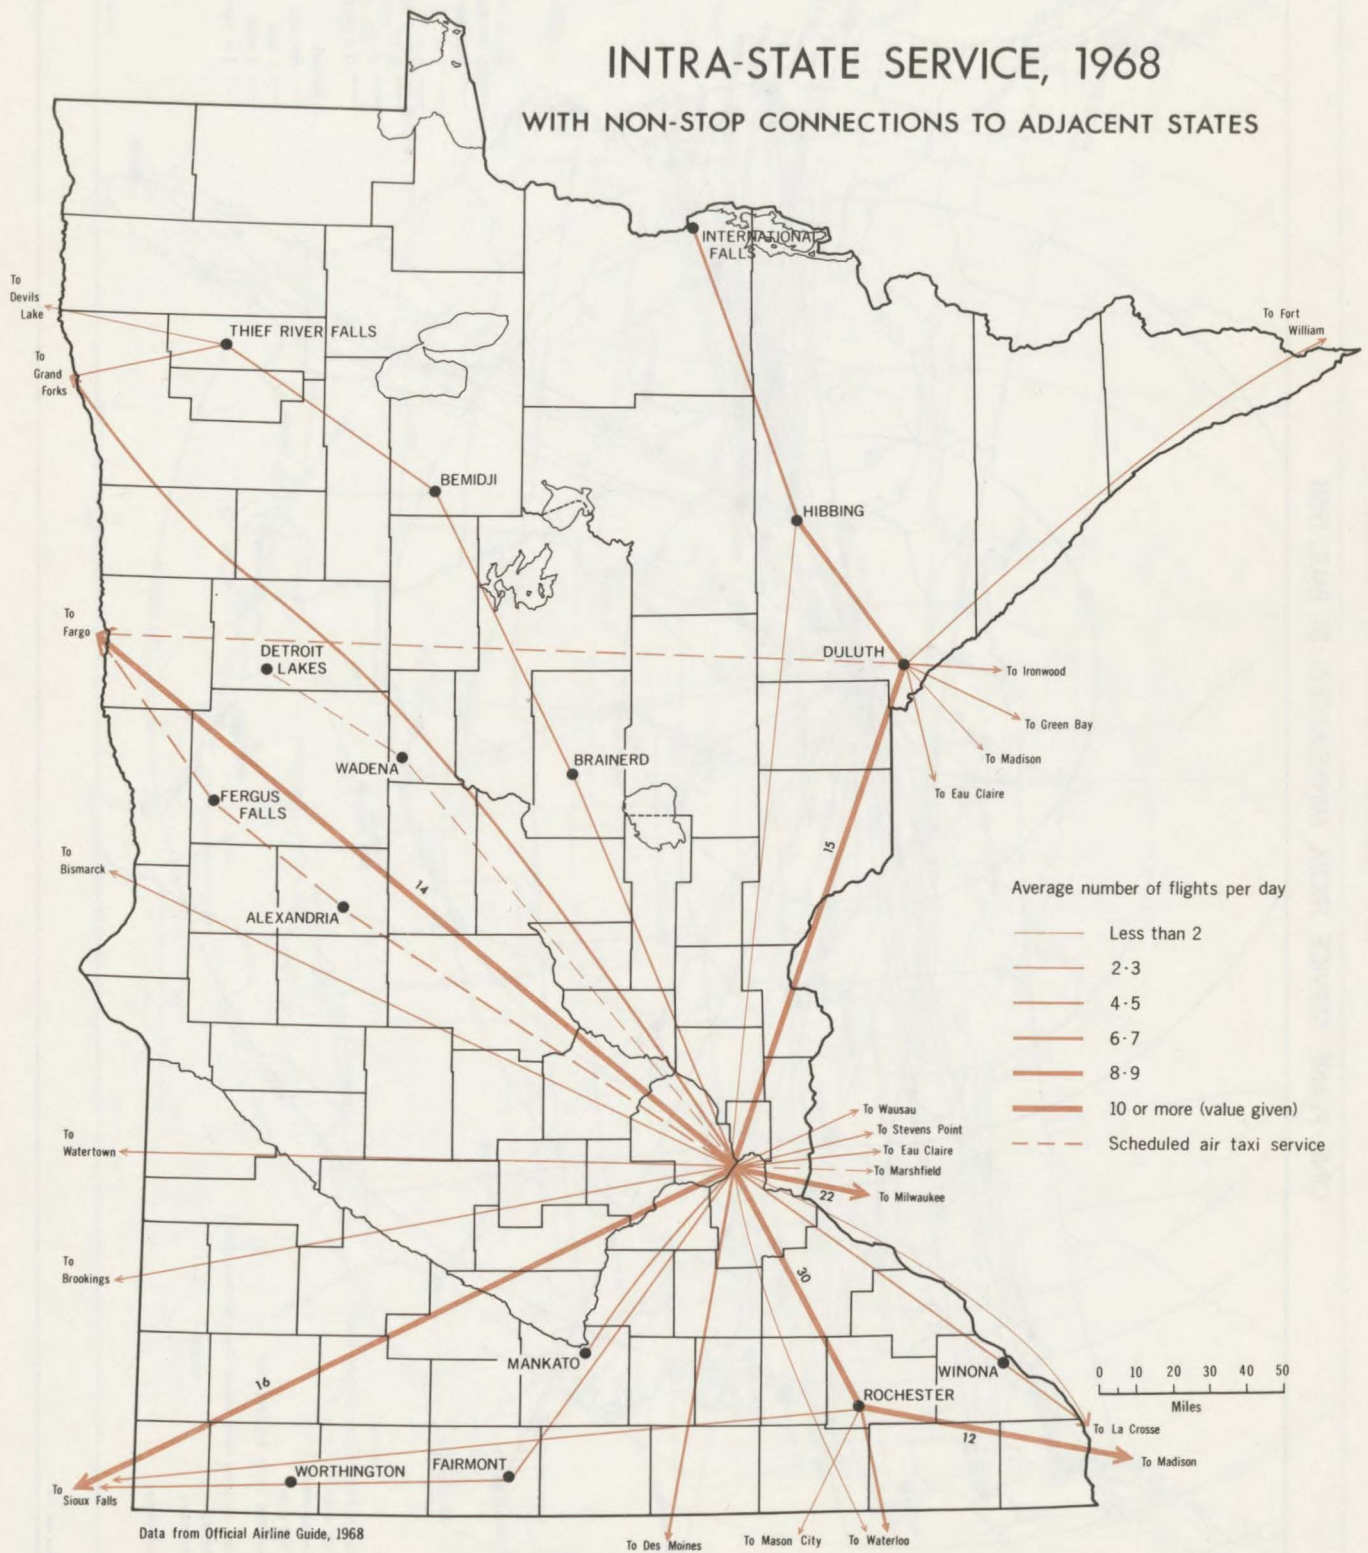 INTRA-STATE SERVICE, 1968
WITH NON-STOP CONNECTIONS TO ADJACENT STATES
INTERNATIONAL
FALLS
To
Devils
Lake
THIEF RIVER FALLS
To Fort
William
To
Grand
Forks
BEMIDJI
HIBBING
To
Fargo
DETROIT
LAKES
DULUTH
To Ironwood
To Green Bay
To Madison
To Eau Claire
WADENA
BRAINERD
FERGUS
FALLS
To
Bismarck
14
15
ALEXANDRIA
Average number of flights per day
Less than 2
2-3
4-5
6-7
8-9
10 or more (value given)
Scheduled air taxi service
To Wausau
To Stevens Point
To Eau Claire
To Marshfield
To Milwaukee
22
To
Watertown
To
Brookings
30
MANKATO
WINONA
ROCHESTER
0 10 20 30 40 50
Miles
16
12
To La Crosse
To Madison
WORTHINGTON
FAIRMONT
To
Sioux Falls
Data from Official Airline Guide, 1968
To Des Moines
To Mason City
To Waterloo